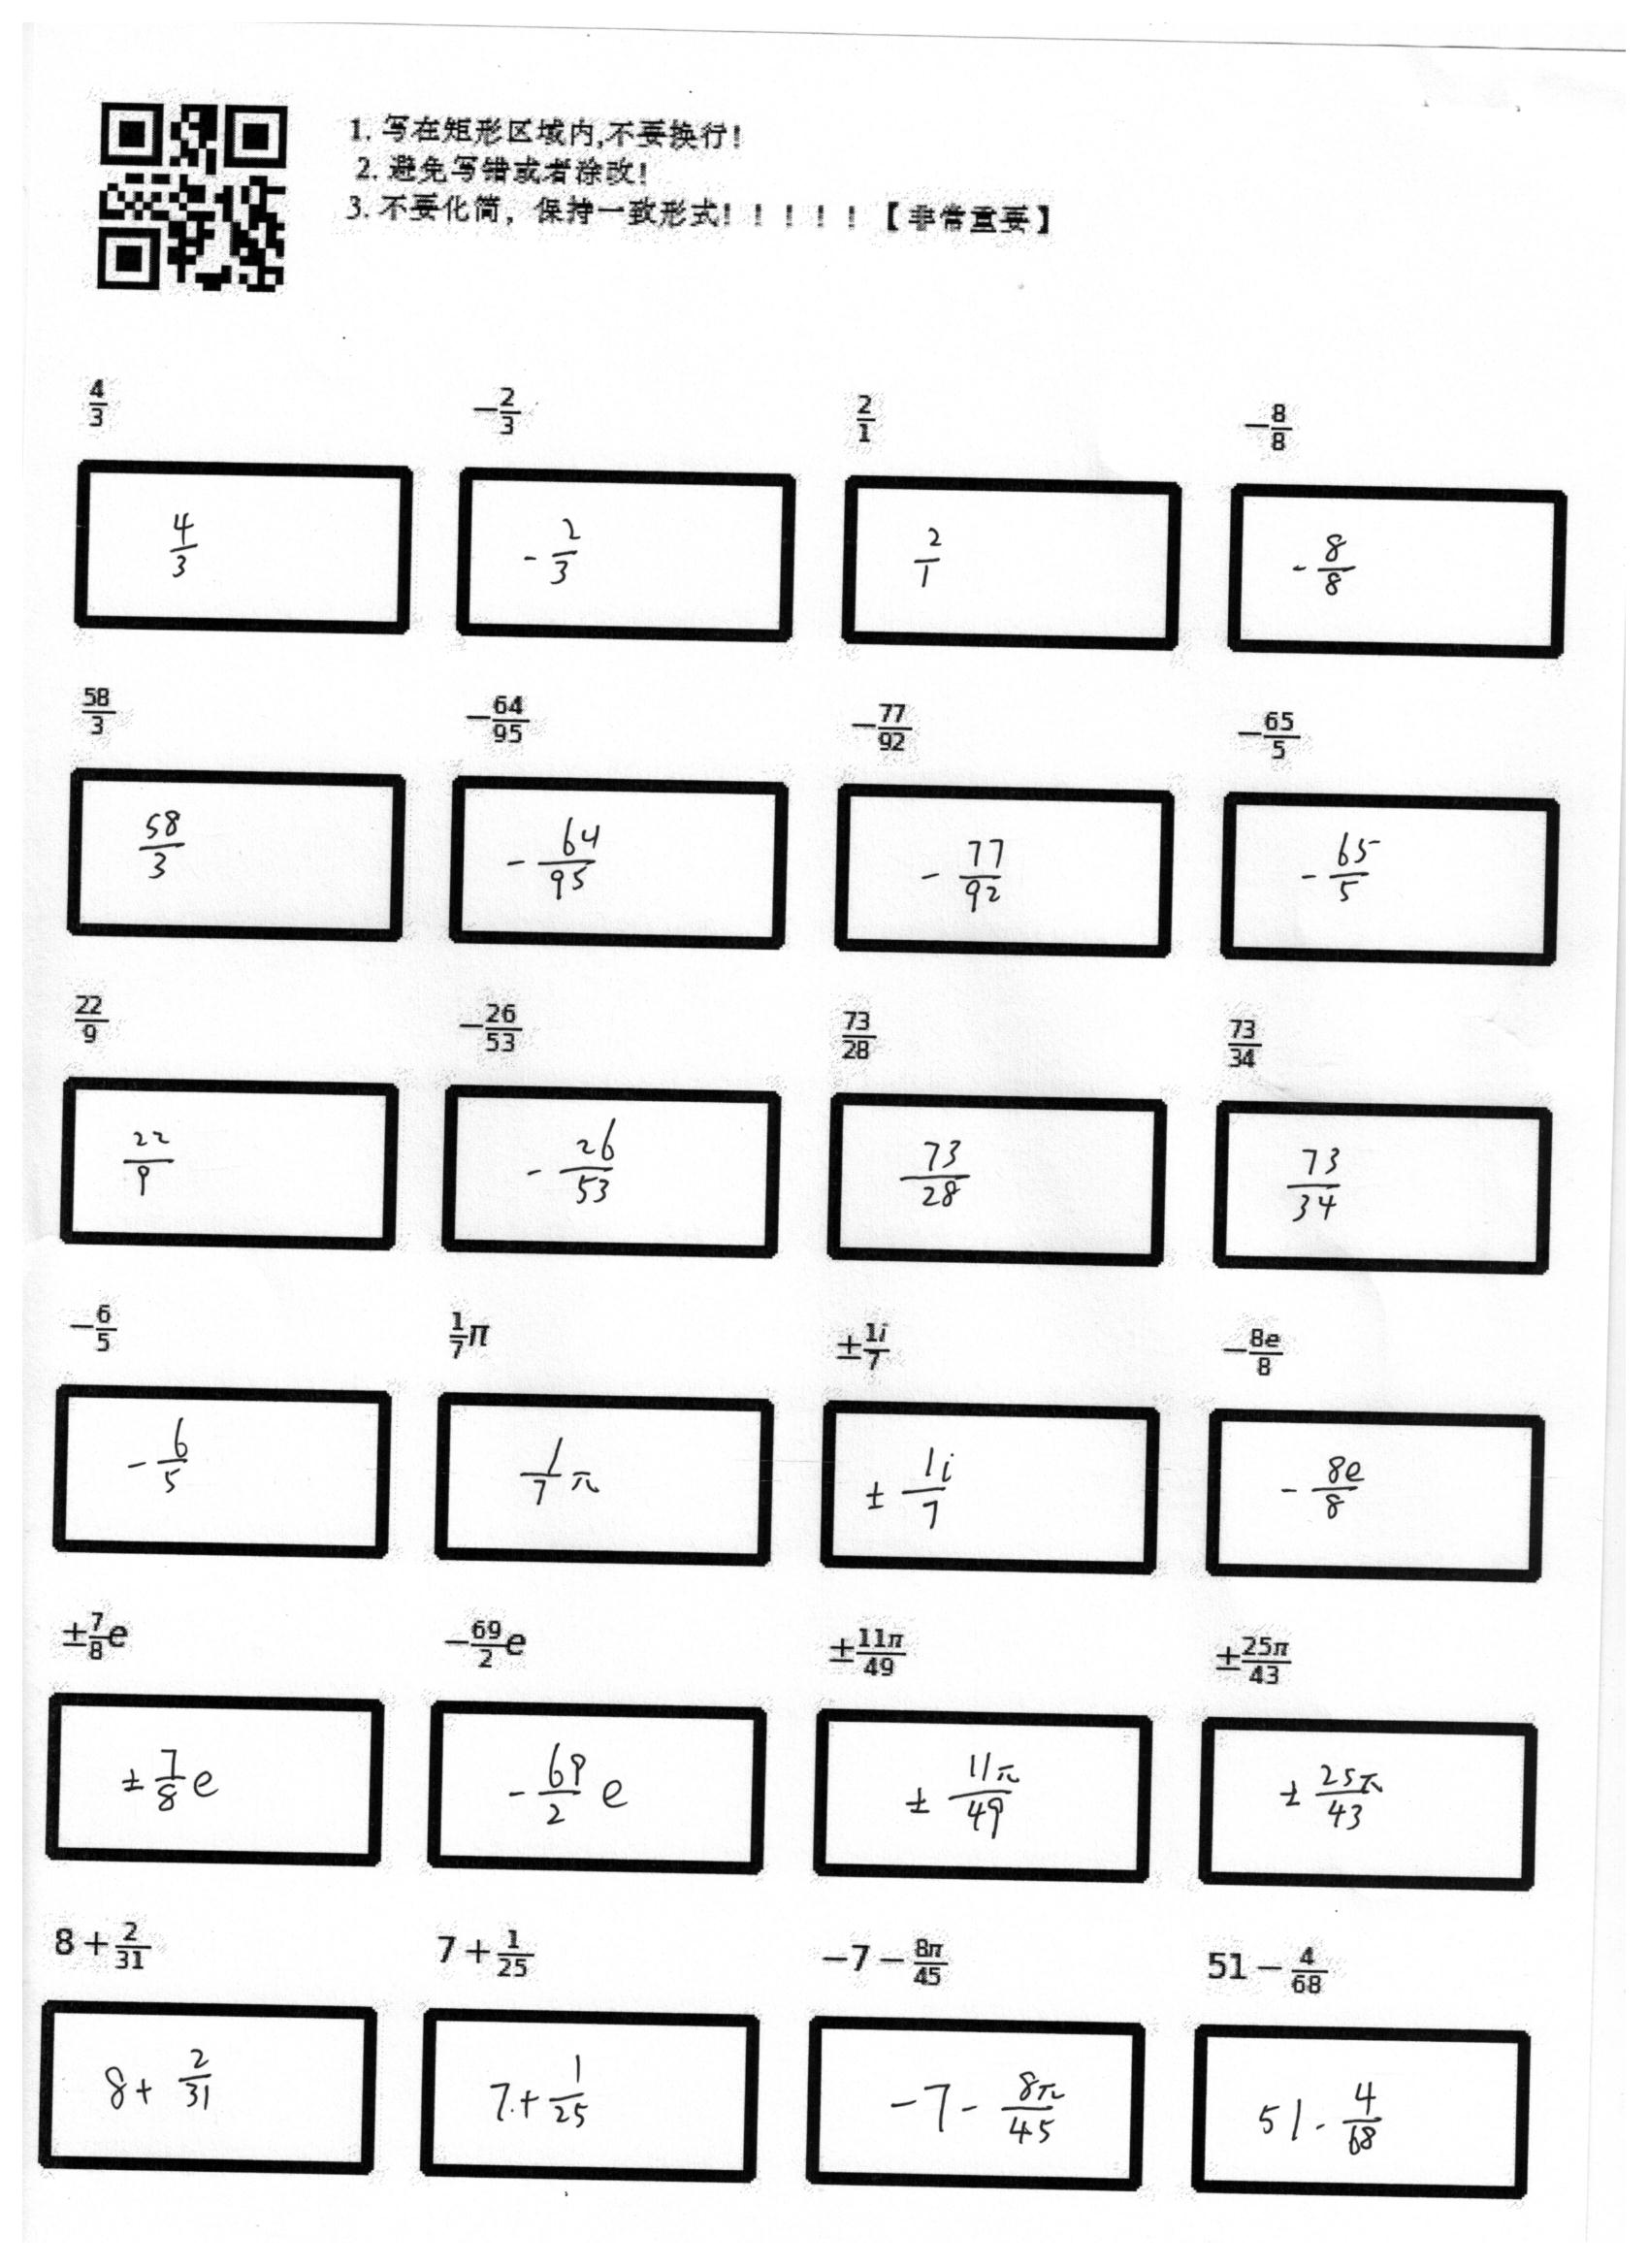 1. 写在矩形区域内,不要换行!
2. 避免写错或者涂改!
3. 不要化简，保持一致形式！！！！！【非常重要】
4/3 -2/3 2/1 -8/8
4/3 -2/3 2/1 -8/8
58/3 -64/95 -77/92 -65/5
58/3 -64/95 -77/92 -65/5
22/9 -26/53 73/28 73/34
22/9 -26/53 73/28 73/34
-6/5 1/7π ±1i/7 -8e/8
-6/5 1/7π ±1i/7 -8e/8
±7/8e -69/2e ±11π/49 ±25π/43
±7/8e -69/2e ±11π/49 ±25π/43
8+2/31 7+1/25 -7-8π/45 51-4/68
8+2/31 7+1/25 -7-8π/45 51-4/68